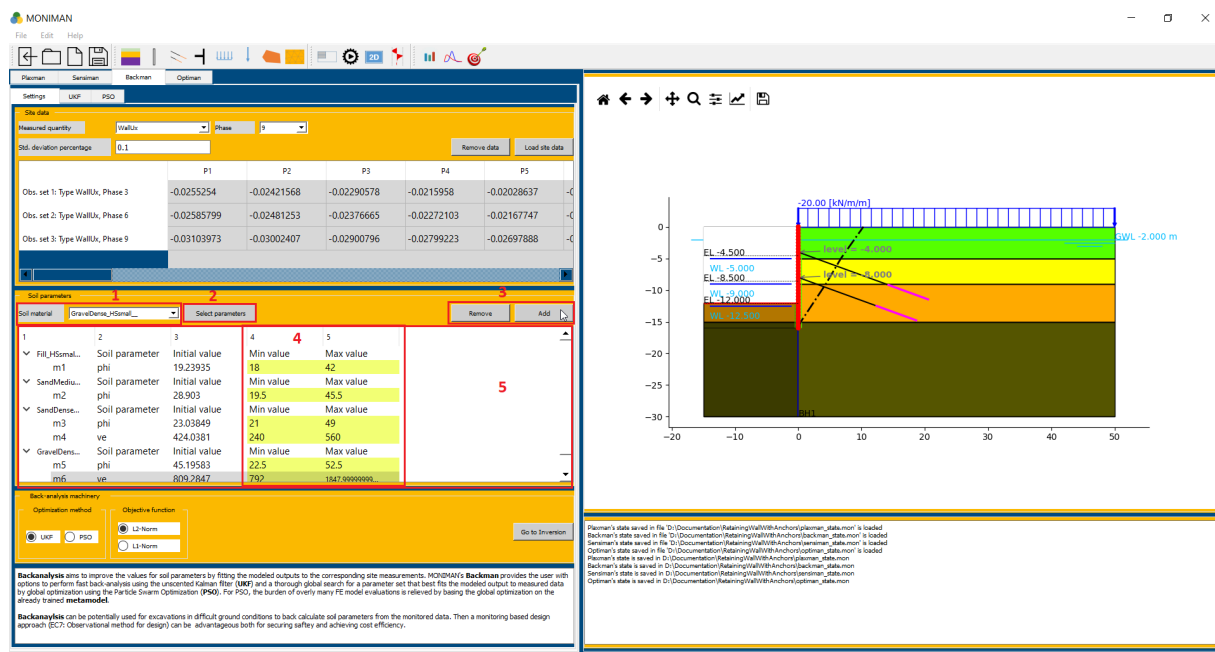 MONIMAN
File Edit Help
Plaxman Sensiman Backman Optiman
Settings UKF PSO
Site data
Measured quantity WallUx Phase 9
Std. deviation percentage 0.1 Remove data Load site data
P1 P2 P3 P4 P5
Obs. set 1: Type WallUx, Phase 3 -0.0255254 -0.02421568 -0.02290578 -0.0215958 -0.02028637 -0
Obs. set 2: Type WallUx, Phase 6 -0.02585799 -0.02481253 -0.02376665 -0.02272103 -0.02167747 -0
Obs. set 3: Type WallUx, Phase 9 -0.03103973 -0.03002407 -0.02900796 -0.02799223 -0.02697888 -0
Soil parameters
1 2 3
Soil material GravelDense_HSsmall__ Select parameters Remove Add
1 2 3 4 4 5
Fill_HSsmal... Soil parameter Initial value Min value Max value
m1 phi 19.23935 18 42
SandMediu... Soil parameter Initial value Min value Max value
m2 phi 28.903 19.5 45.5
5
SandDense... Soil parameter Initial value Min value Max value
m3 phi 23.03849 21 49
m4 ve 424.0381 240 560
GravelDens... Soil parameter Initial value Min value Max value
m5 phi 45.19583 22.5 52.5
m6 ve 809.2847 792 1847.99999999...
Back-analysis machinery
Optimization method Objective function
UKF PSO L2-Norm
L1-Norm
Go to Inversion
Backanalysis aims to improve the values for soil parameters by fitting the modeled outputs to the corresponding site measurements. MONIMAN's Backman provides the user with
options to perform fast back-analysis using the unscented Kalman filter (UKF) and a thorough global search for a parameter set that best fits the modeled output to measured data
by global optimization using the Particle Swarm Optimization (PSO). For PSO, the burden of overly many FE model evaluations is relieved by basing the global optimization on the
already trained metamodel.
Backanaylsis can be potentially used for excavations in difficult ground conditions to back calculate soil parameters from the monitored data. Then a monitoring based design
approach (EC7: Observational method for design) can be advantageous both for securing saftey and achieving cost efficiency.
2D
-20.00 [kN/m/m]
GWL -2.000 m
EL -4.500
level = -4.000
WL -5.000
EL -8.500
level = -8.000
WL -9.000
EL -12.000
WL -12.500
BH1
0
−5
−10
−15
−20
−25
−30
−20 −10 0 10 20 30 40 50
Plaxman's state saved in file 'D:\Documentation\RetainingWallWithAnchors\plaxman_state.mon' is loaded
Backman's state saved in file 'D:\Documentation\RetainingWallWithAnchors\backman_state.mon' is loaded
Sensiman's state saved in file 'D:\Documentation\RetainingWallWithAnchors\sensiman_state.mon' is loaded
Optiman's state saved in file 'D:\Documentation\RetainingWallWithAnchors\optiman_state.mon' is loaded
Plaxman's state is saved in D:\Documentation\RetainingWallWithAnchors\plaxman_state.mon
Backman's state is saved in D:\Documentation\RetainingWallWithAnchors\backman_state.mon
Sensiman's state is saved in D:\Documentation\RetainingWallWithAnchors\sensiman_state.mon
Optiman's state is saved in D:\Documentation\RetainingWallWithAnchors\optiman_state.mon